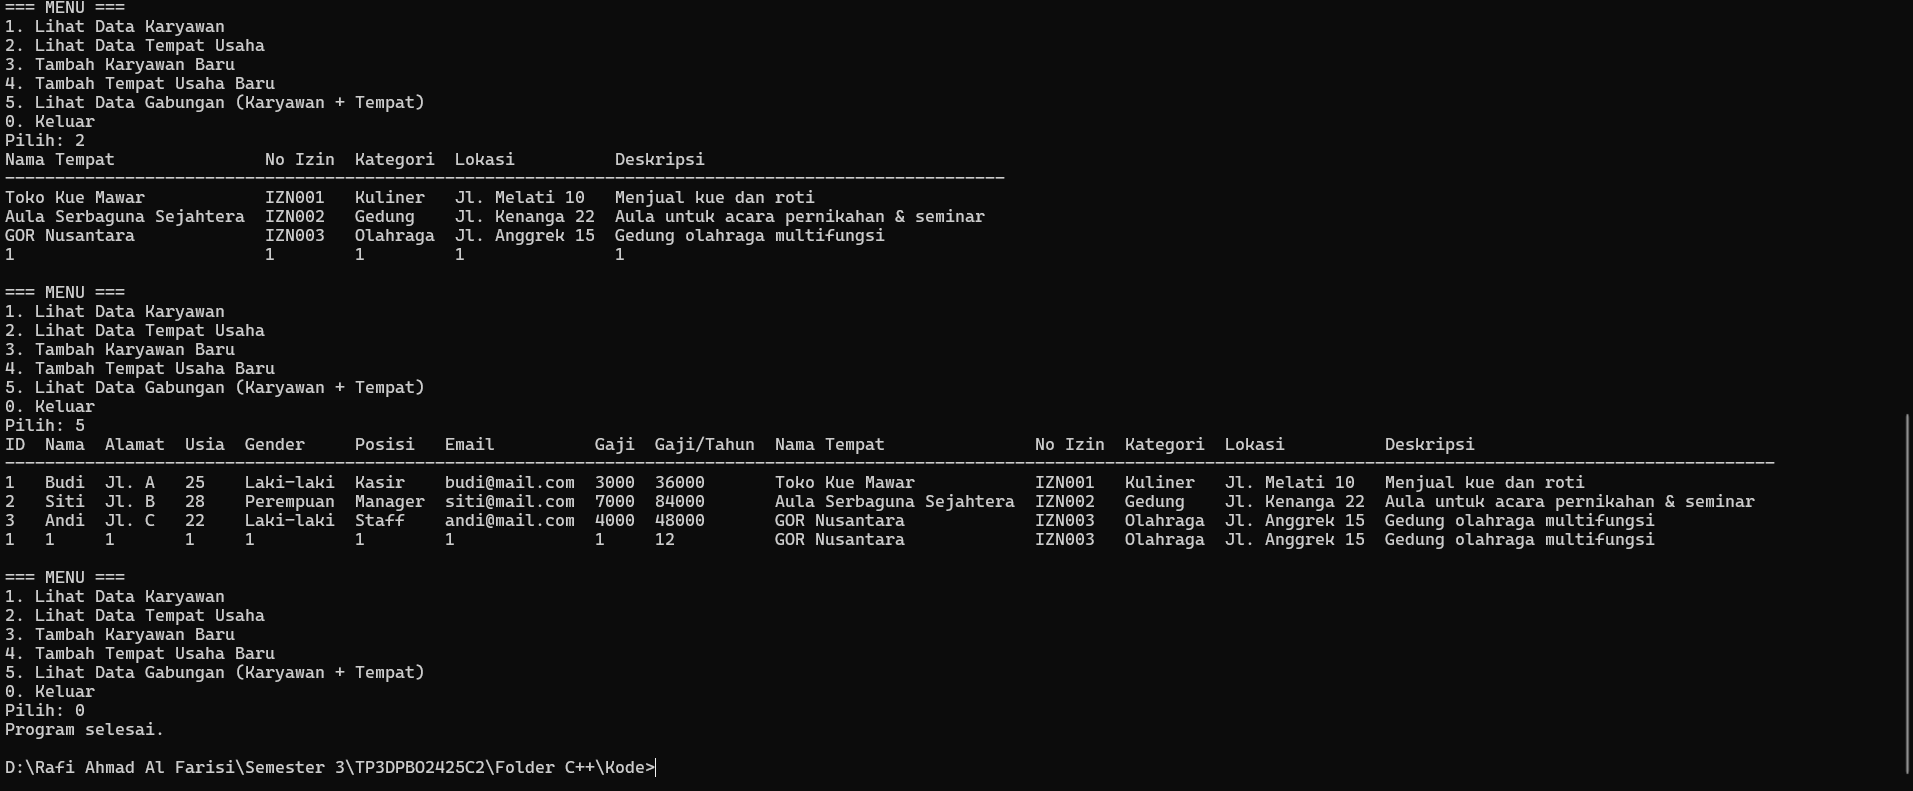 === MENU ===
1. Lihat Data Karyawan
2. Lihat Data Tempat Usaha
3. Tambah Karyawan Baru
4. Tambah Tempat Usaha Baru
5. Lihat Data Gabungan (Karyawan + Tempat)
0. Keluar
Pilih: 2
Nama Tempat               No Izin  Kategori  Lokasi          Deskripsi
----------------------------------------------------------------------------------------------------
Toko Kue Mawar            IZN001   Kuliner   Jl. Melati 10   Menjual kue dan roti
Aula Serbaguna Sejahtera  IZN002   Gedung    Jl. Kenanga 22  Aula untuk acara pernikahan & seminar
GOR Nusantara             IZN003   Olahraga  Jl. Anggrek 15  Gedung olahraga multifungsi
1                         1        1         1               1

=== MENU ===
1. Lihat Data Karyawan
2. Lihat Data Tempat Usaha
3. Tambah Karyawan Baru
4. Tambah Tempat Usaha Baru
5. Lihat Data Gabungan (Karyawan + Tempat)
0. Keluar
Pilih: 5
ID  Nama  Alamat  Usia  Gender     Posisi   Email          Gaji  Gaji/Tahun  Nama Tempat               No Izin  Kategori  Lokasi          Deskripsi
---------------------------------------------------------------------------------------------------------------------------------------------------------------------------------
1   Budi  Jl. A   25    Laki-laki  Kasir    budi@mail.com  3000  36000       Toko Kue Mawar            IZN001   Kuliner   Jl. Melati 10   Menjual kue dan roti
2   Siti  Jl. B   28    Perempuan  Manager  siti@mail.com  7000  84000       Aula Serbaguna Sejahtera  IZN002   Gedung    Jl. Kenanga 22  Aula untuk acara pernikahan & seminar
3   Andi  Jl. C   22    Laki-laki  Staff    andi@mail.com  4000  48000       GOR Nusantara             IZN003   Olahraga  Jl. Anggrek 15  Gedung olahraga multifungsi
1   1     1       1     1          1        1              1     12          GOR Nusantara             IZN003   Olahraga  Jl. Anggrek 15  Gedung olahraga multifungsi

=== MENU ===
1. Lihat Data Karyawan
2. Lihat Data Tempat Usaha
3. Tambah Karyawan Baru
4. Tambah Tempat Usaha Baru
5. Lihat Data Gabungan (Karyawan + Tempat)
0. Keluar
Pilih: 0
Program selesai.

D:\Rafi Ahmad Al Farisi\Semester 3\TP3DPBO2425C2\Folder C++\Kode>